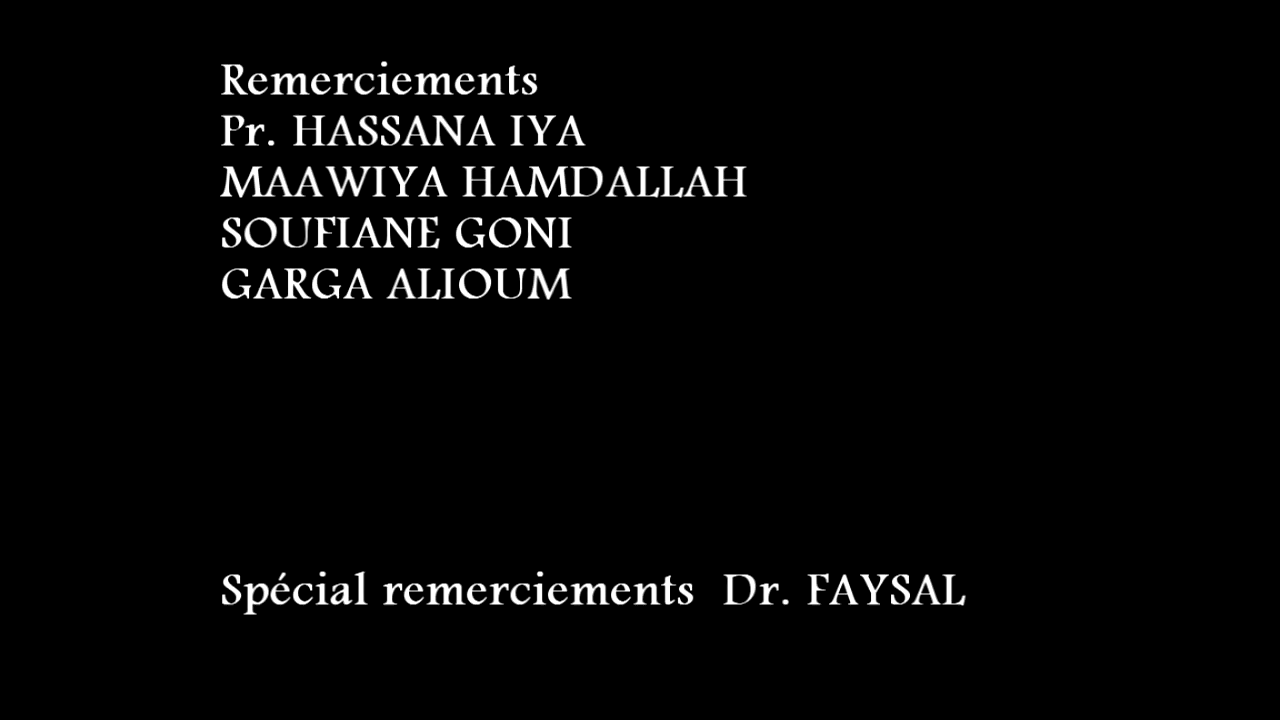 Remerciements
Pr. HASSANA IYA
MAAWIYA HAMDALLAH
SOUFIANE GONI
GARGA ALIOUM
Spécial remerciements  Dr. FAYSAL